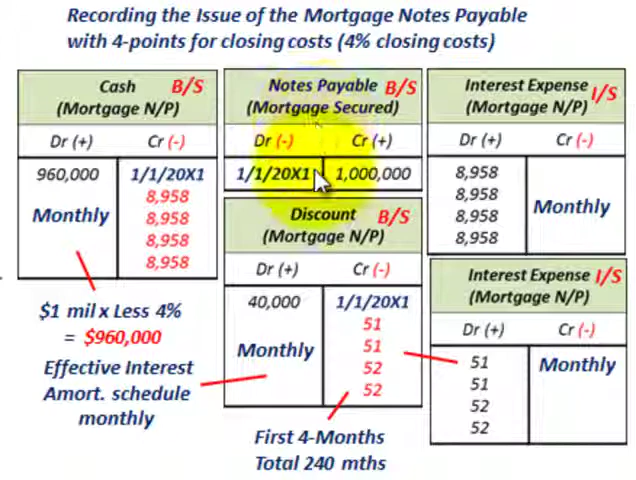 Recording the Issue of the Mortgage Notes Payable
with 4-points for closing costs (4% closing costs)
Cash B/S
(Mortgage N/P)
Dr (+) Cr (-)
960,000 1/1/20X1
Monthly
8,958
8,958
8,958
8,958
$1 mil x Less 4%
= $960,000
Effective Interest
Amort. schedule
monthly
Notes Payable B/S
(Mortgage Secured)
Dr (-) Cr (+)
1/1/20X1 1,000,000
Discount B/S
(Mortgage N/P)
Dr (+) Cr (-)
40,000 1/1/20X1
Monthly
51
51
52
52
First 4-Months
Total 240 mths
Interest Expense I/S
(Mortgage N/P)
Dr (+) Cr (-)
8,958
8,958
8,958
8,958
Monthly
Interest Expense I/S
(Mortgage N/P)
Dr (+) Cr (-)
51 Monthly
51
52
52